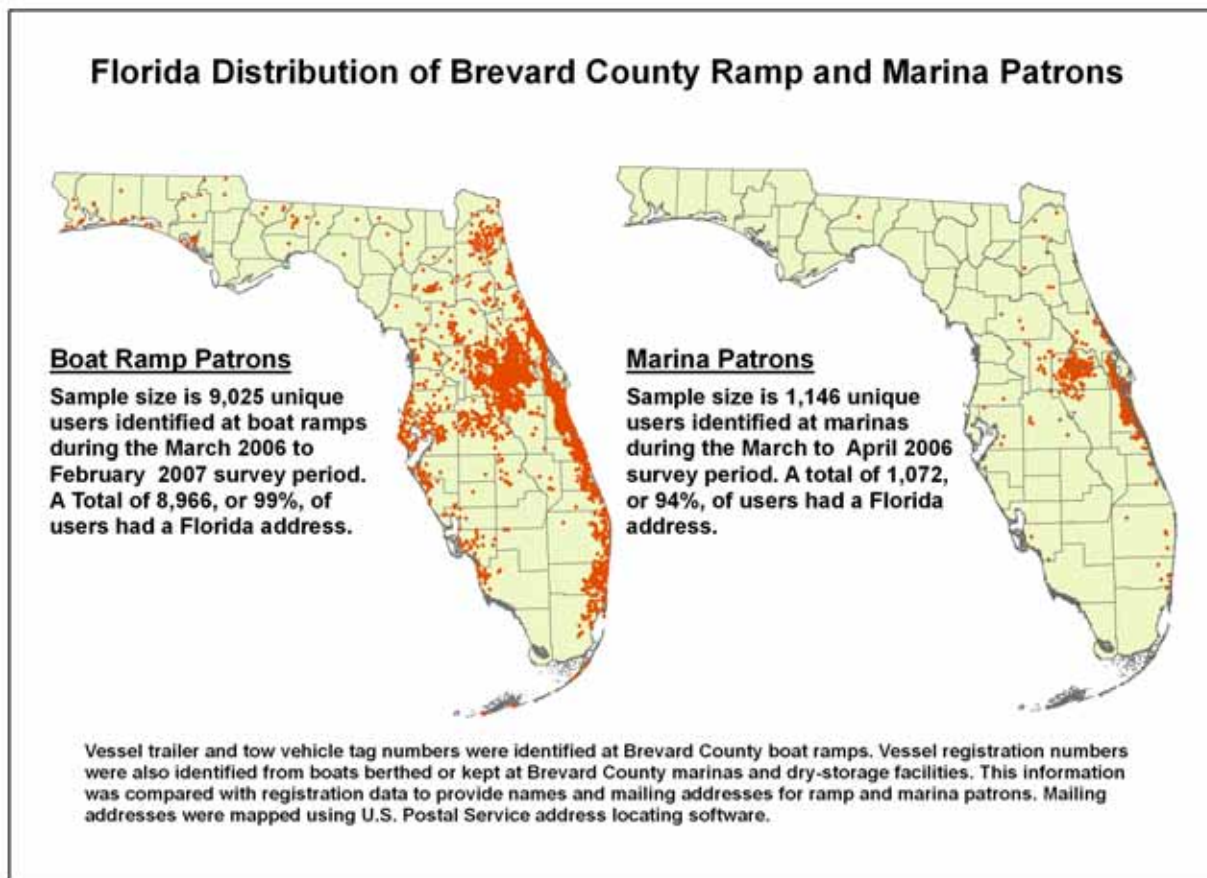 Florida Distribution of Brevard County Ramp and Marina Patrons
Boat Ramp Patrons
Sample size is 9,025 unique
users identified at boat ramps
during the March 2006 to
February 2007 survey period.
A Total of 8,966, or 99%, of
users had a Florida address.
Marina Patrons
Sample size is 1,146 unique
users identified at marinas
during the March to April 2006
survey period. A total of 1,072,
or 94%, of users had a Florida
address.
Vessel trailer and tow vehicle tag numbers were identified at Brevard County boat ramps. Vessel registration numbers
were also identified from boats berthed or kept at Brevard County marinas and dry-storage facilities. This information
was compared with registration data to provide names and mailing addresses for ramp and marina patrons. Mailing
addresses were mapped using U.S. Postal Service address locating software.